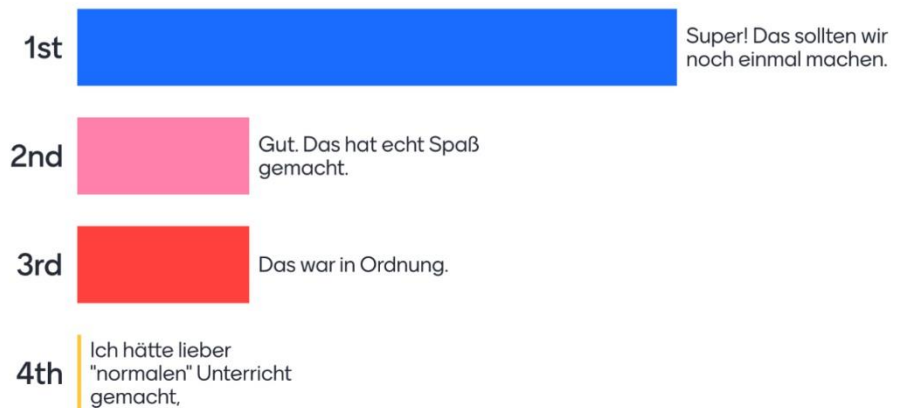 1st
Super! Das sollten wir
noch einmal machen.
2nd
Gut. Das hat echt Spaß
gemacht.
3rd
Das war in Ordnung.
4th
Ich hätte lieber
"normalen" Unterricht
gemacht,